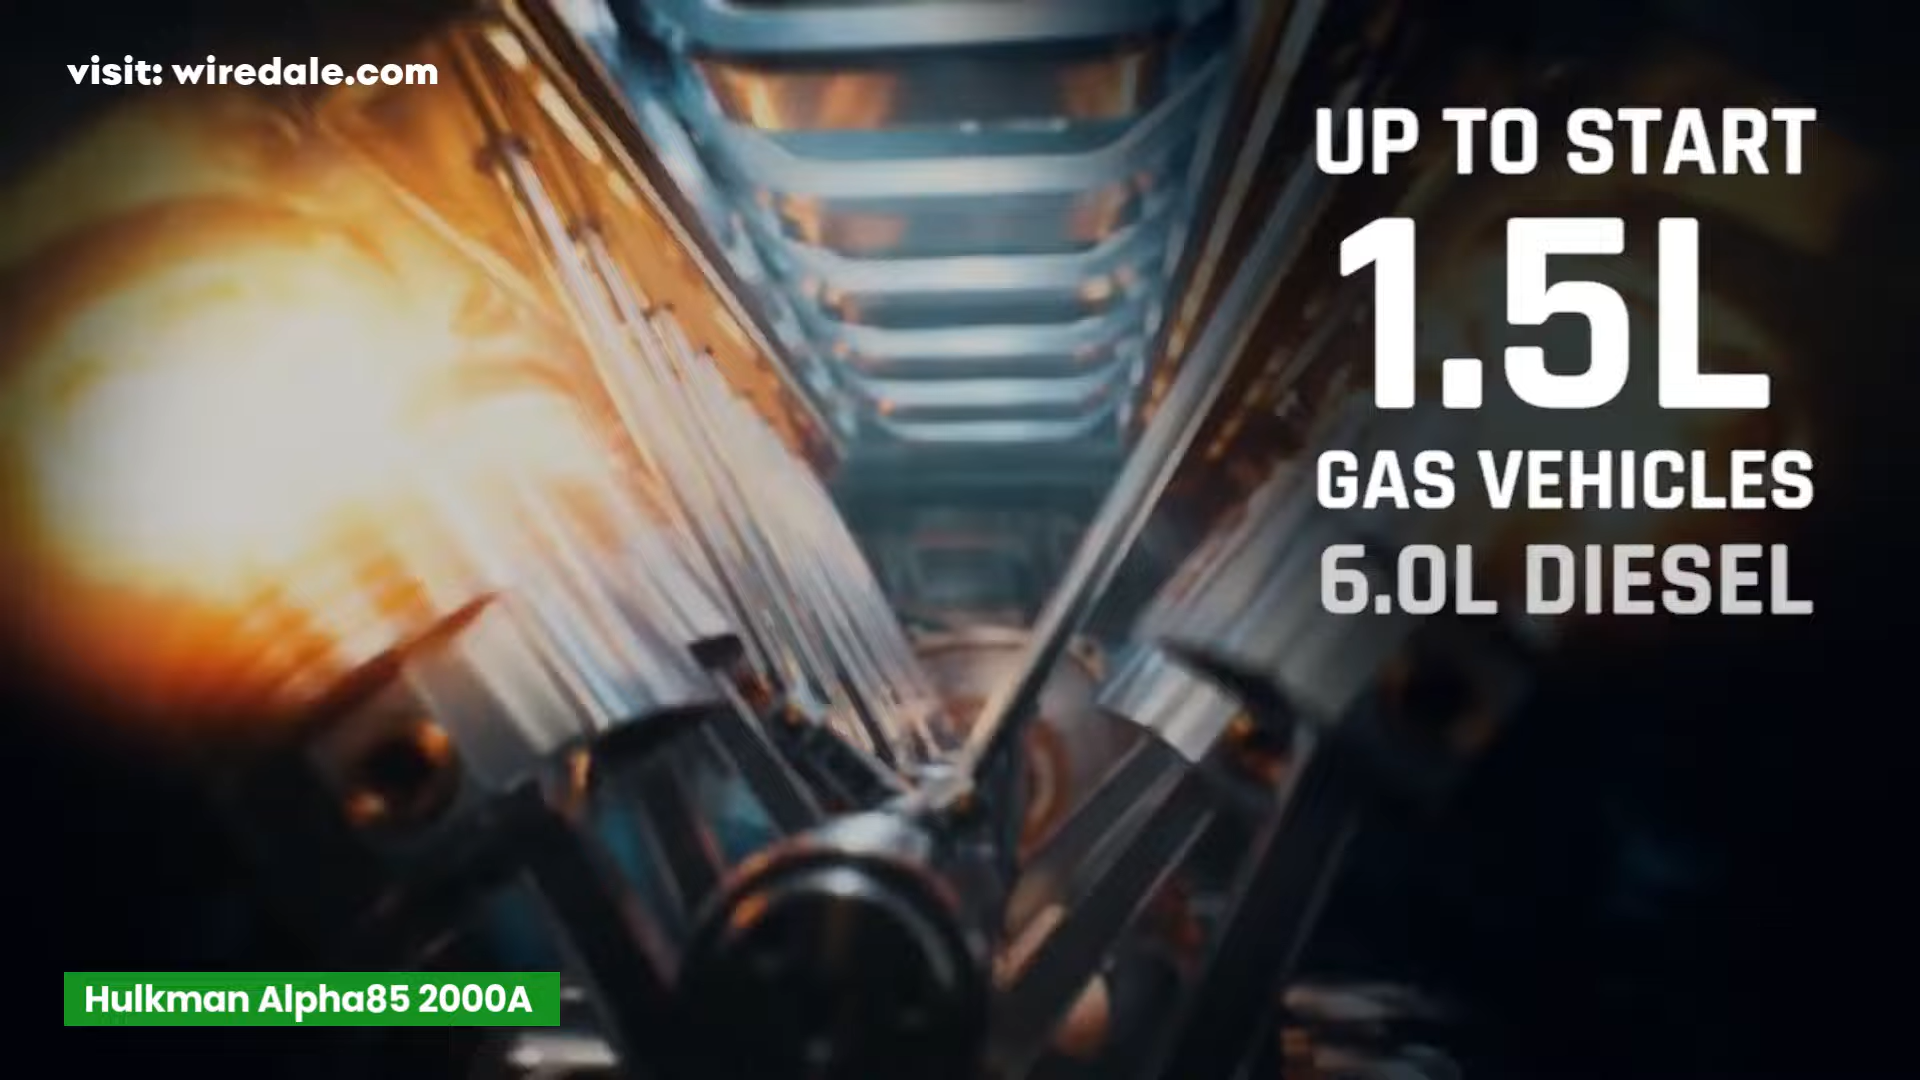 visit: wiredale.com
UP TO START
1.5L
GAS VEHICLES
6.0L DIESEL
Hulkman Alpha85 2000A